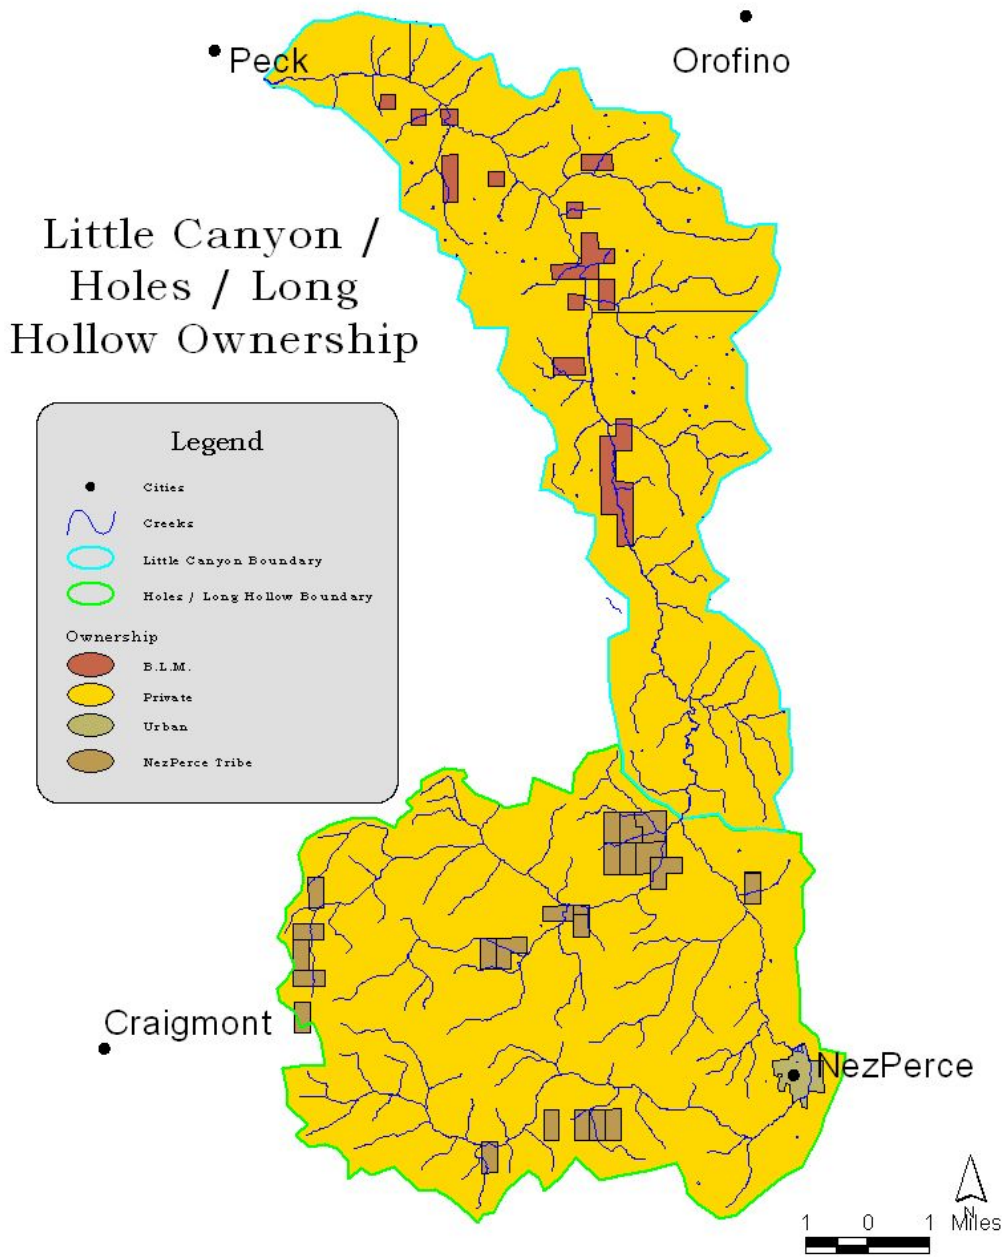 Peck
Orofino
Little Canyon /
Holes / Long
Hollow Ownership
Legend
Cities
Creeks
Little Canyon Boundary
Holes / Long Hollow Boundary
Ownership
B.L.M.
Private
Urban
NezPerce Tribe
Craigmont
NezPerce
N
1 0 1 Miles